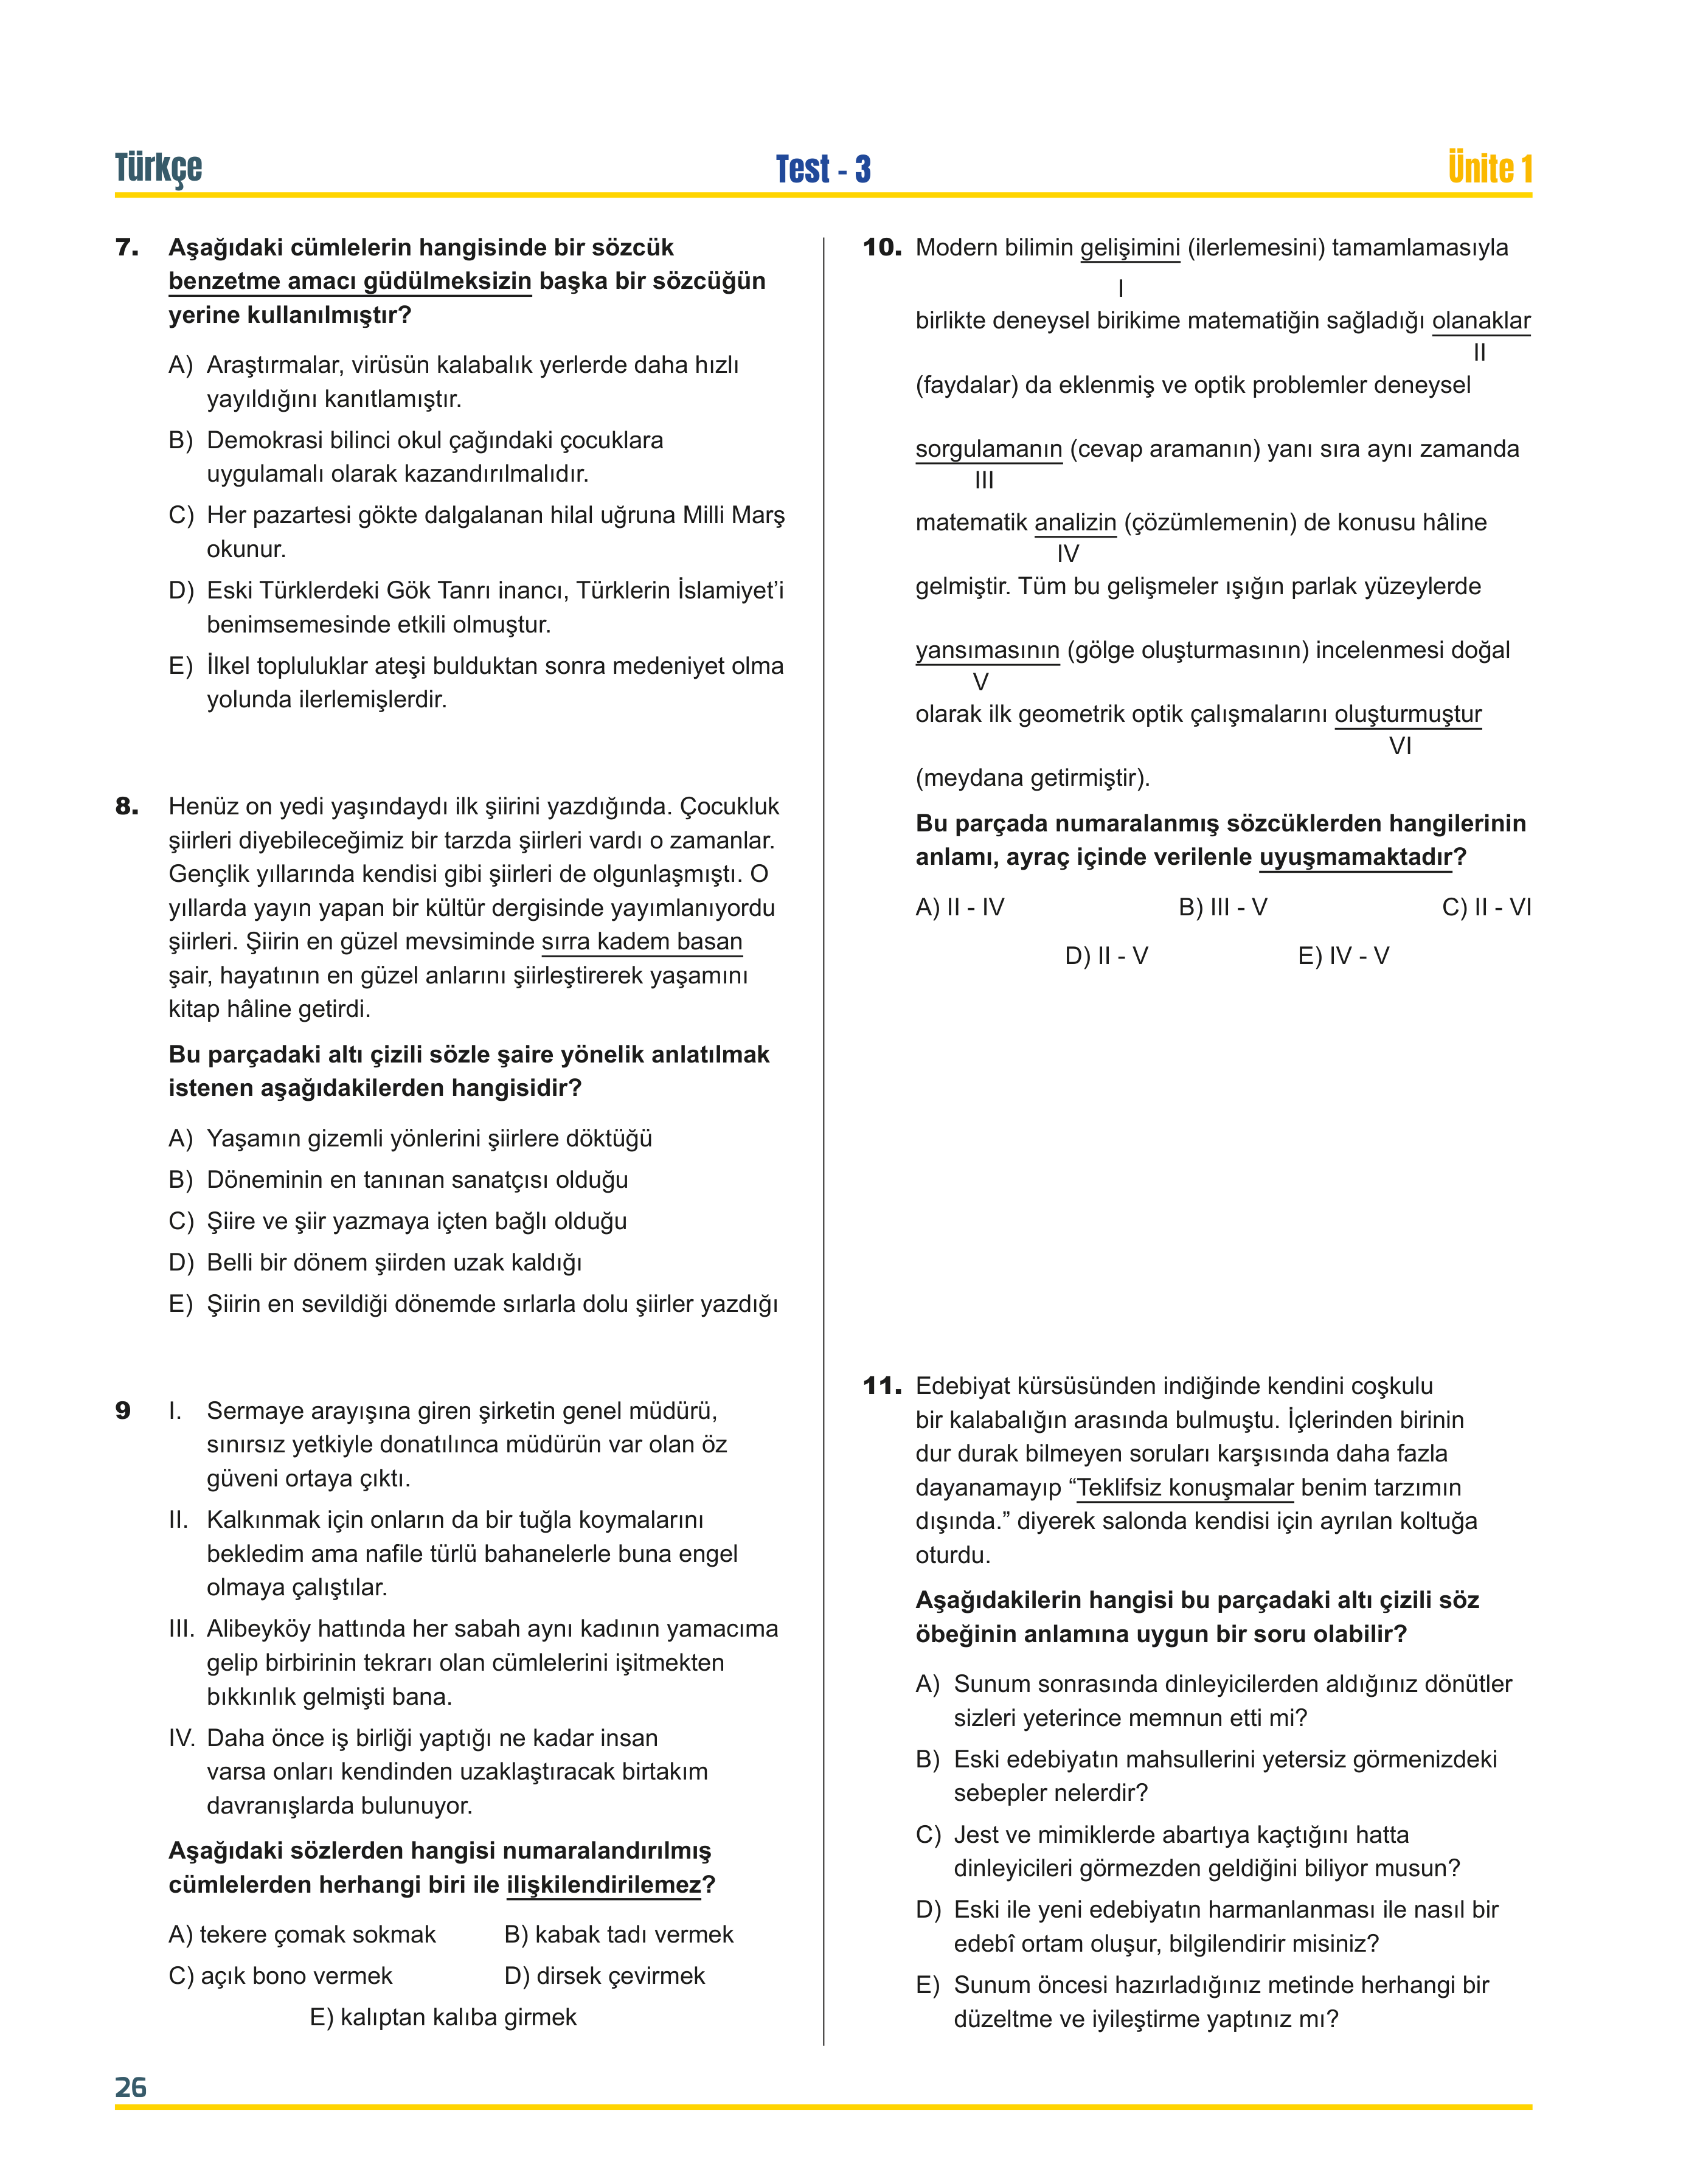 Türkçe
Test - 3
Ünite 1
7. Aşağıdaki cümlelerin hangisinde bir sözcük
benzetme amacı güdülmeksizin başka bir sözcüğün
yerine kullanılmıştır?
A) Araştırmalar, virüsün kalabalık yerlerde daha hızlı
yayıldığını kanıtlamıştır.
B) Demokrasi bilinci okul çağındaki çocuklara
uygulamalı olarak kazandırılmalıdır.
C) Her pazartesi gökte dalgalanan hilal uğruna Milli Marş
okunur.
D) Eski Türklerdeki Gök Tanrı inancı, Türklerin İslamiyet’i
benimsemesinde etkili olmuştur.
E) İlkel topluluklar ateşi bulduktan sonra medeniyet olma
yolunda ilerlemişlerdir.
8. Henüz on yedi yaşındaydı ilk şiirini yazdığında. Çocukluk
şiirleri diyebileceğimiz bir tarzda şiirleri vardı o zamanlar.
Gençlik yıllarında kendisi gibi şiirleri de olgunlaşmıştı. O
yıllarda yayın yapan bir kültür dergisinde yayımlanıyordu
şiirleri. Şiirin en güzel mevsiminde sırra kadem basan
şair, hayatının en güzel anlarını şiirleştirerek yaşamını
kitap hâline getirdi.
Bu parçadaki altı çizili sözle şaire yönelik anlatılmak
istenen aşağıdakilerden hangisidir?
A) Yaşamın gizemli yönlerini şiirlere döktüğü
B) Döneminin en tanınan sanatçısı olduğu
C) Şiire ve şiir yazmaya içten bağlı olduğu
D) Belli bir dönem şiirden uzak kaldığı
E) Şiirin en sevildiği dönemde sırlarla dolu şiirler yazdığı
9 I. Sermaye arayışına giren şirketin genel müdürü,
sınırsız yetkiyle donatılınca müdürün var olan öz
güveni ortaya çıktı.
II. Kalkınmak için onların da bir tuğla koymalarını
bekledim ama nafile türlü bahanelerle buna engel
olmaya çalıştılar.
III. Alibeyköy hattında her sabah aynı kadının yamacıma
gelip birbirinin tekrarı olan cümlelerini işitmekten
bıkkınlık gelmişti bana.
IV. Daha önce iş birliği yaptığı ne kadar insan
varsa onları kendinden uzaklaştıracak birtakım
davranışlarda bulunuyor.
Aşağıdaki sözlerden hangisi numaralandırılmış
cümlelerden herhangi biri ile ilişkilendirilemez?
A) tekere çomak sokmak B) kabak tadı vermek
C) açık bono vermek D) dirsek çevirmek
E) kalıptan kalıba girmek
10. Modern bilimin gelişimini (ilerlemesini) tamamlamasıyla
I
birlikte deneysel birikime matematiğin sağladığı olanaklar
II
(faydalar) da eklenmiş ve optik problemler deneysel
sorgulamanın (cevap aramanın) yanı sıra aynı zamanda
III
matematik analizin (çözümlemenin) de konusu hâline
IV
gelmiştir. Tüm bu gelişmeler ışığın parlak yüzeylerde
yansımasının (gölge oluşturmasının) incelenmesi doğal
V
olarak ilk geometrik optik çalışmalarını oluşturmuştur
VI
(meydana getirmiştir).
Bu parçada numaralanmış sözcüklerden hangilerinin
anlamı, ayraç içinde verilenle uyuşmamaktadır?
A) II - IV B) III - V C) II - VI
D) II - V E) IV - V
11. Edebiyat kürsüsünden indiğinde kendini coşkulu
bir kalabalığın arasında bulmuştu. İçlerinden birinin
dur durak bilmeyen soruları karşısında daha fazla
dayanamayıp “Teklifsiz konuşmalar benim tarzımın
dışında.” diyerek salonda kendisi için ayrılan koltuğa
oturdu.
Aşağıdakilerin hangisi bu parçadaki altı çizili söz
öbeğinin anlamına uygun bir soru olabilir?
A) Sunum sonrasında dinleyicilerden aldığınız dönütler
sizleri yeterince memnun etti mi?
B) Eski edebiyatın mahsullerini yetersiz görmenizdeki
sebepler nelerdir?
C) Jest ve mimiklerde abartıya kaçtığını hatta
dinleyicileri görmezden geldiğini biliyor musun?
D) Eski ile yeni edebiyatın harmanlanması ile nasıl bir
edebî ortam oluşur, bilgilendirir misiniz?
E) Sunum öncesi hazırladığınız metinde herhangi bir
düzeltme ve iyileştirme yaptınız mı?
26